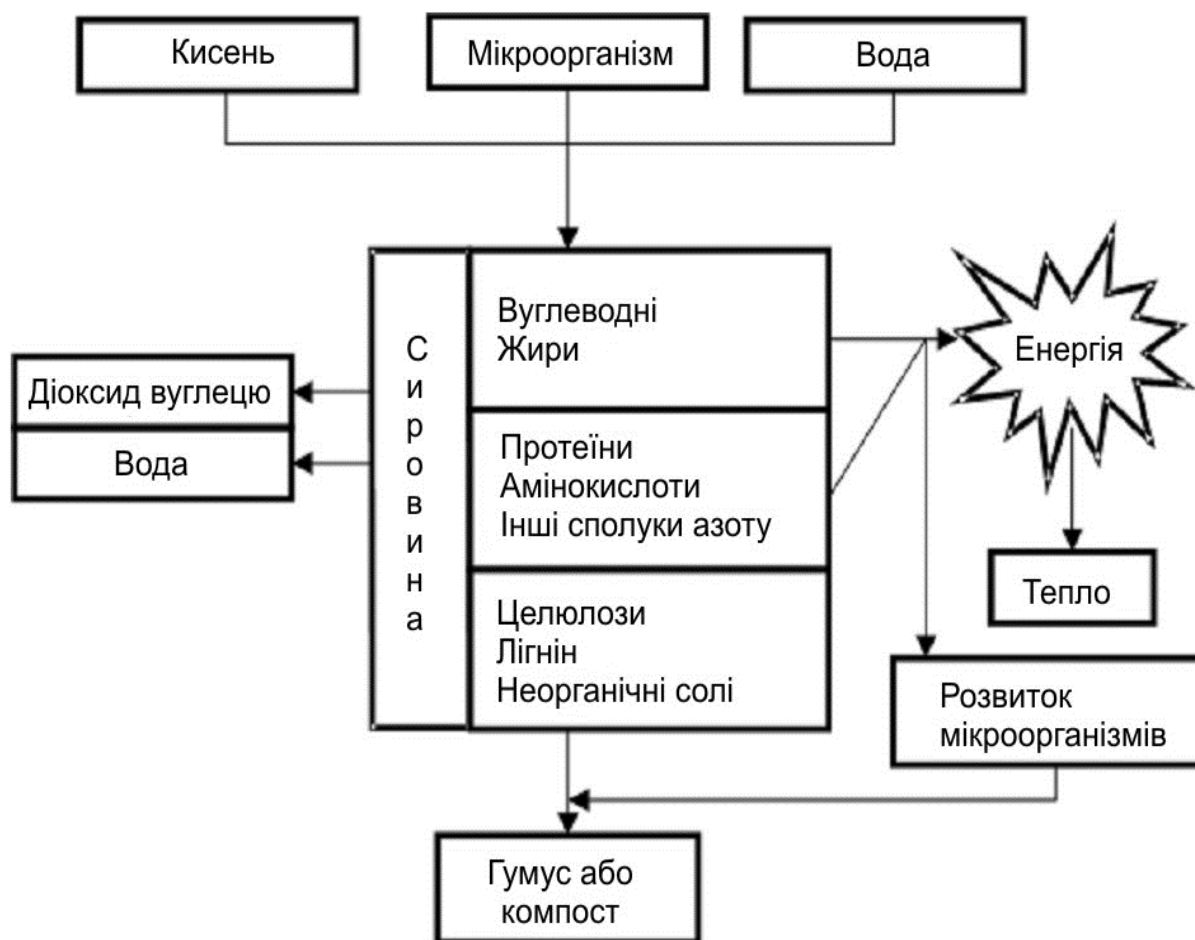 Кисень
Мікроорганізм
Вода
Вуглеводні
Жири
Сировина
Енергія
Діоксид вуглецю
Вода
Протеїни
Амінокислоти
Інші сполуки азоту
Тепло
Целюлози
Лігнін
Неорганічні солі
Розвиток
мікроорганізмів
Гумус або
компост